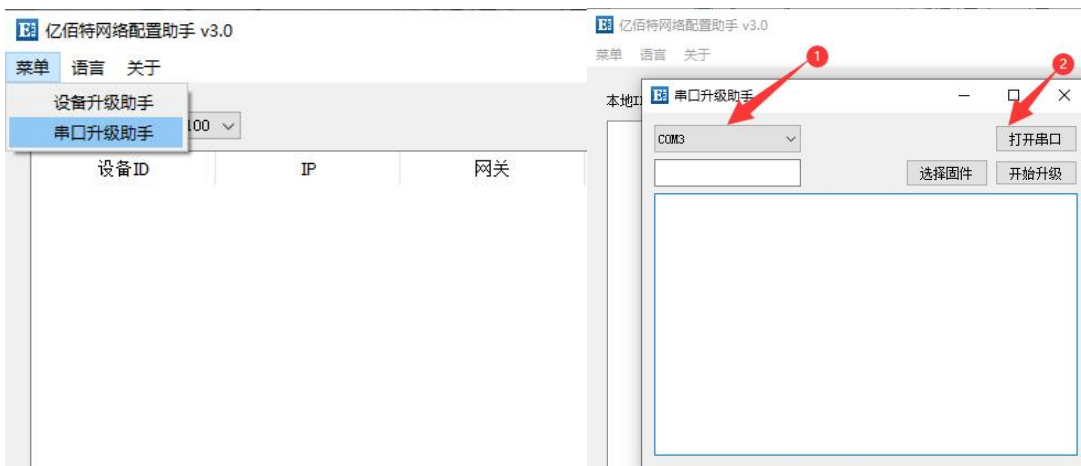 亿佰特网络配置助手 v3.0
菜单 语言 关于
设备升级助手
串口升级助手
100
设备ID IP 网关
亿佰特网络配置助手 v3.0
菜单 语言 关于
1
2
本地I
串口升级助手
COM3
打开串口
选择固件 开始升级